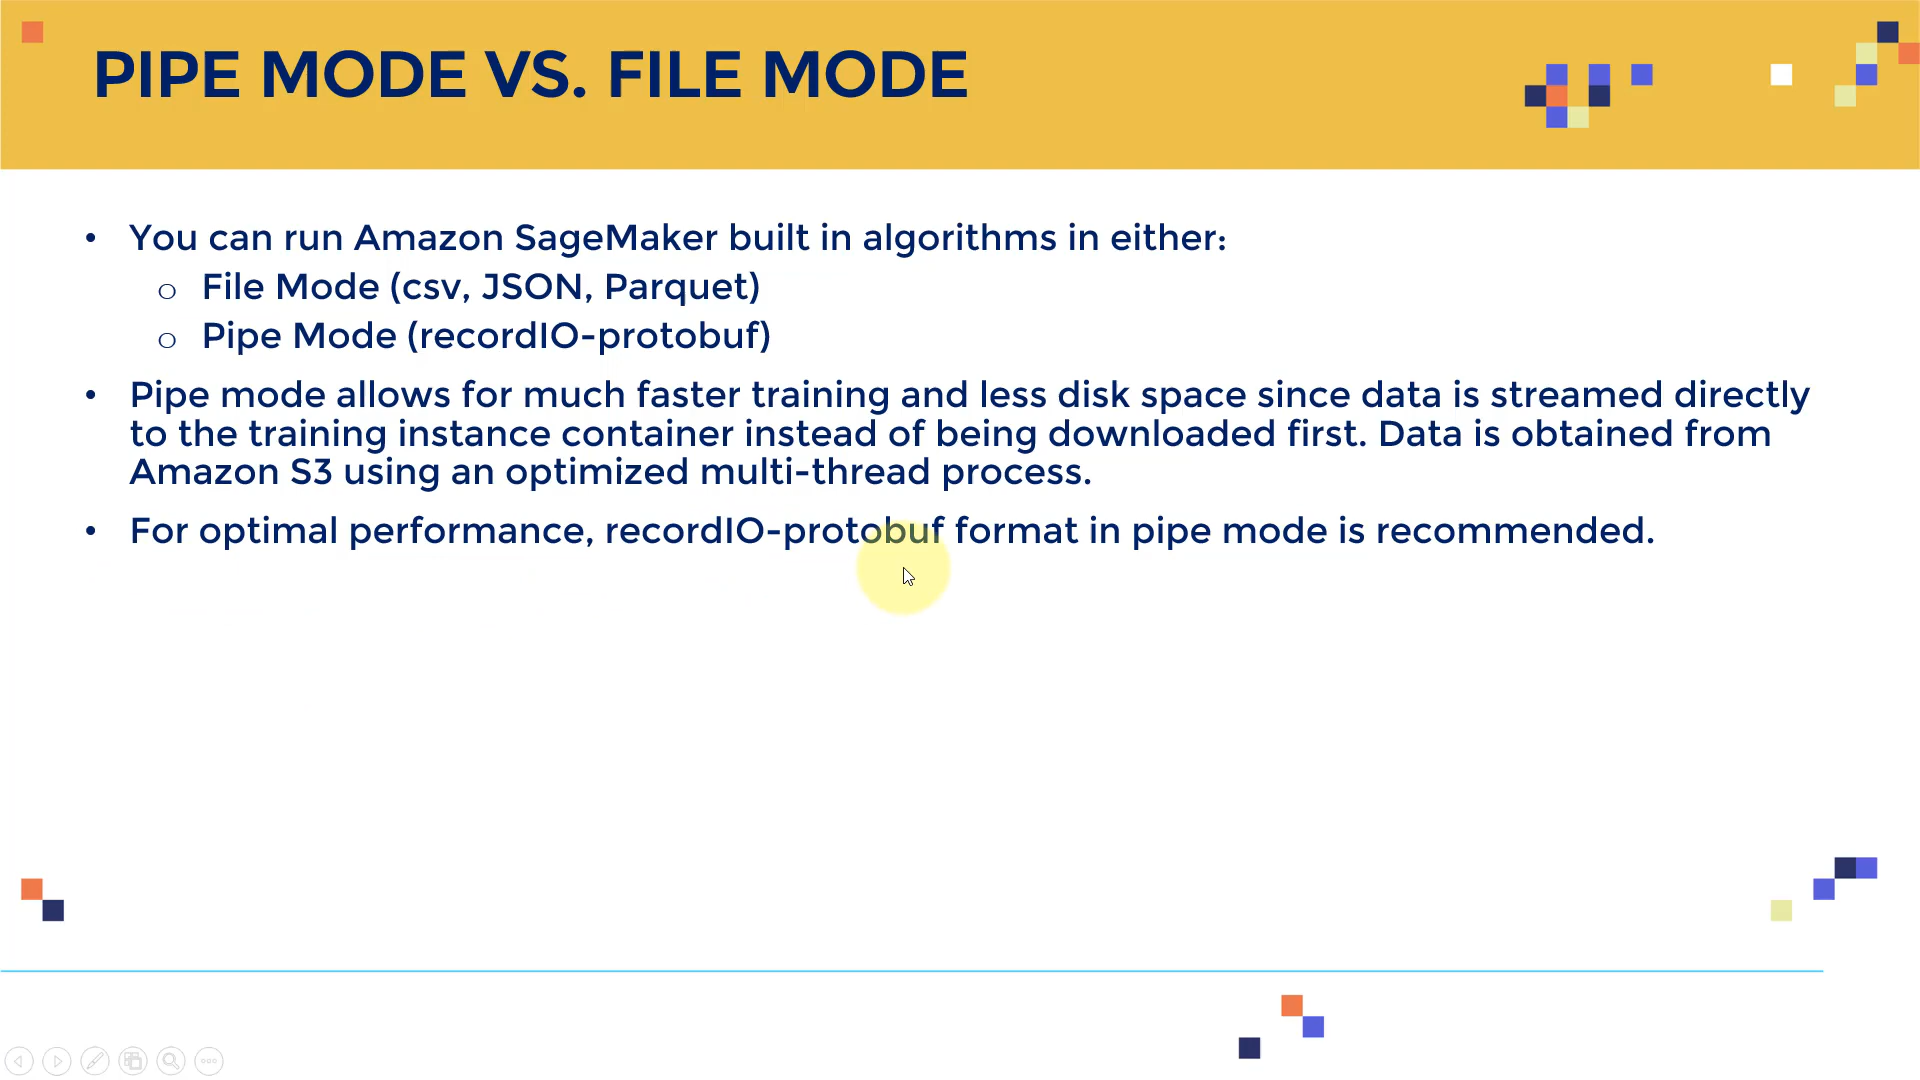 PIPE MODE VS. FILE MODE
• You can run Amazon SageMaker built in algorithms in either:
o File Mode (csv, JSON, Parquet)
o Pipe Mode (recordIO-protobuf)
• Pipe mode allows for much faster training and less disk space since data is streamed directly
to the training instance container instead of being downloaded first. Data is obtained from
Amazon S3 using an optimized multi-thread process.
• For optimal performance, recordIO-protobuf format in pipe mode is recommended.